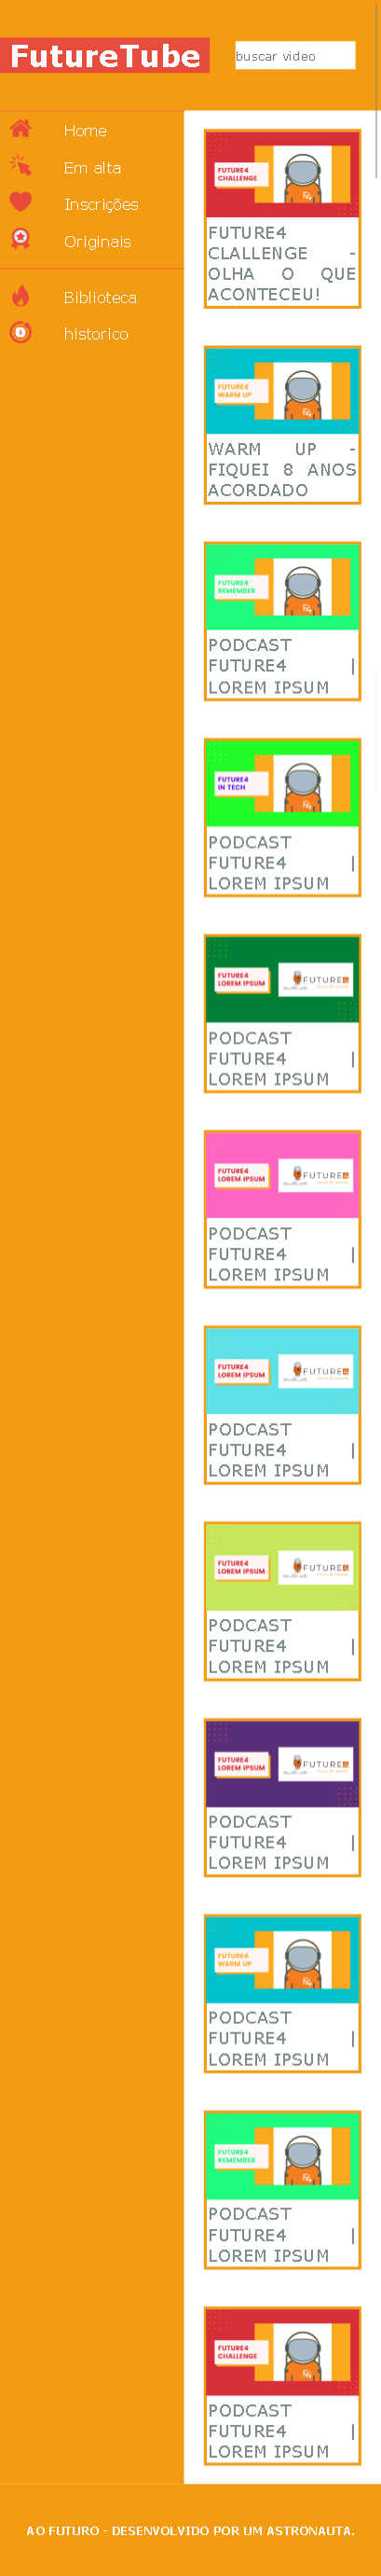 FutureTube
buscar video
Home
Em alta
Inscrições
Originais
Biblioteca
historico
FUTURE4
CHALLENGE
FUTURE4
CLALLENGE -
OLHA O QUE
ACONTECEU!
FUTURE4
WARM UP
WARM UP -
FIQUEI 8 ANOS
ACORDADO
FUTURE4
REMEMBER
PODCAST
FUTURE4 |
LOREM IPSUM
FUTURE4
IN TECH
PODCAST
FUTURE4 |
LOREM IPSUM
FUTURE4
LOREM IPSUM
FUTURE4
PODCAST
FUTURE4 |
LOREM IPSUM
FUTURE4
LOREM IPSUM
FUTURE4
PODCAST
FUTURE4 |
LOREM IPSUM
FUTURE4
LOREM IPSUM
FUTURE4
PODCAST
FUTURE4 |
LOREM IPSUM
FUTURE4
LOREM IPSUM
FUTURE4
PODCAST
FUTURE4 |
LOREM IPSUM
FUTURE4
LOREM IPSUM
FUTURE4
PODCAST
FUTURE4 |
LOREM IPSUM
FUTURE4
WARM UP
PODCAST
FUTURE4 |
LOREM IPSUM
FUTURE4
REMEMBER
PODCAST
FUTURE4 |
LOREM IPSUM
FUTURE4
CHALLENGE
PODCAST
FUTURE4 |
LOREM IPSUM
AO FUTURO - DESENVOLVIDO POR UM ASTRONAUTA.